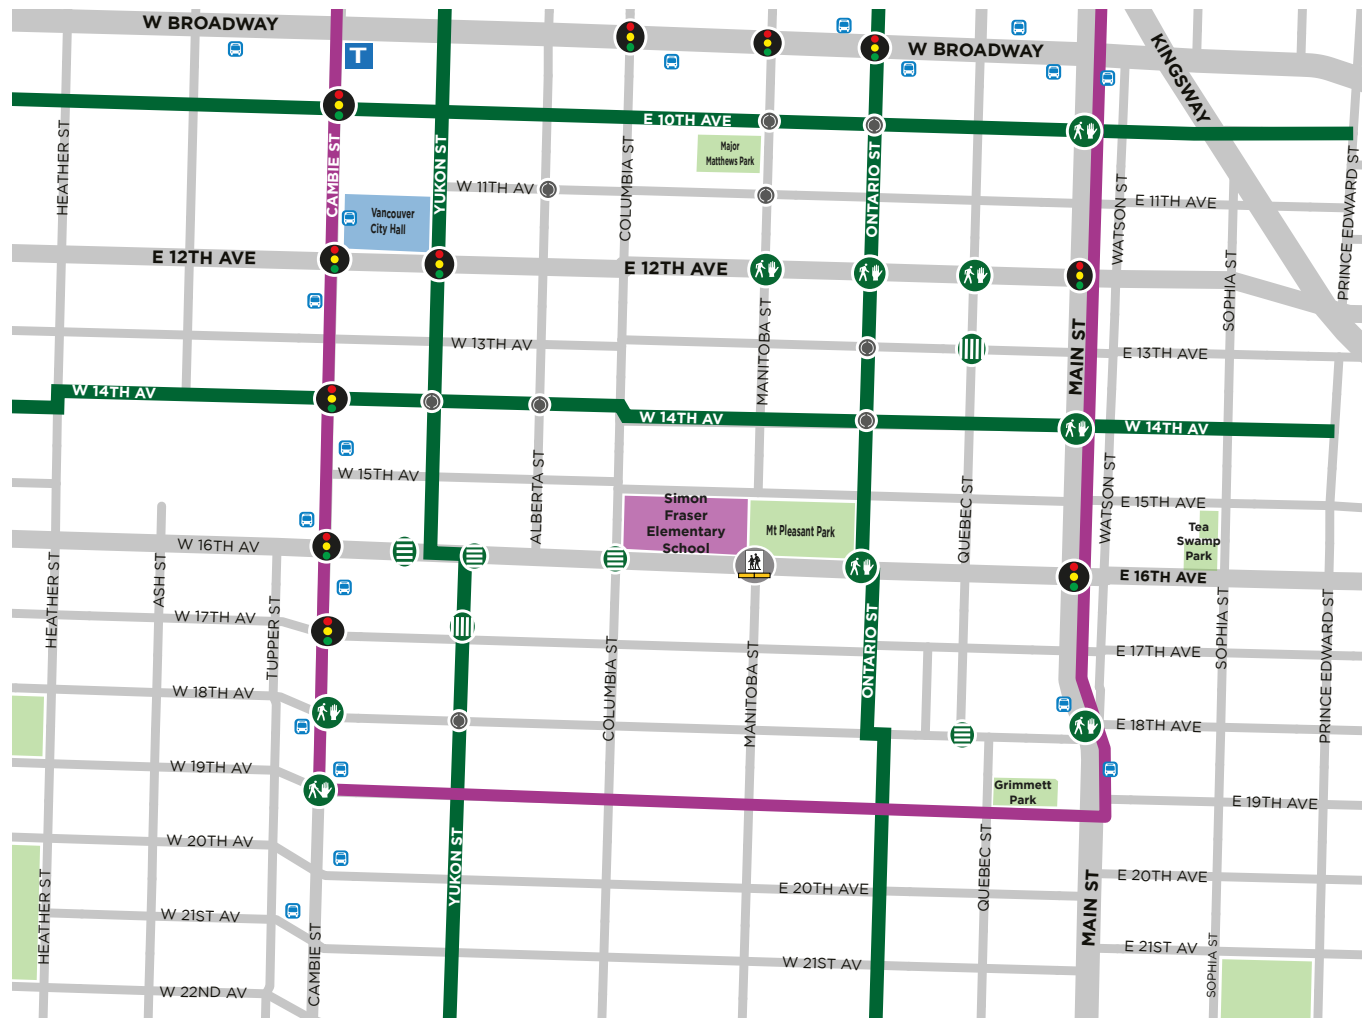 W BROADWAY
T
W BROADWAY
KINGSWAY
E 10TH AVE
Major
Matthews Park
HEATHER ST
CAMBIE ST
YUKON ST
COLUMBIA ST
ONTARIO ST
WATSON ST
PRINCE EDWARD ST
W 11TH AV
E 11TH AVE
Vancouver
City Hall
E 12TH AVE
E 12TH AVE
SOPHIA ST
MANITOBA ST
MAIN ST
W 13TH AV
E 13TH AVE
W 14TH AV
W 14TH AV
W 14TH AV
W 15TH AV
ALBERTA ST
QUEBEC ST
WATSON ST
E 15TH AVE
Simon
Fraser
Elementary
School
Mt Pleasant Park
Tea
Swamp
Park
W 16TH AV
E 16TH AVE
HEATHER ST
ASH ST
TUPPER ST
W 17TH AV
COLUMBIA ST
MANITOBA ST
ONTARIO ST
E 17TH AVE
SOPHIA ST
PRINCE EDWARD ST
W 18TH AV
E 18TH AVE
W 19TH AV
Grimmett
Park
E 19TH AVE
W 20TH AV
YUKON ST
QUEBEC ST
E 20TH AVE
E 20TH AVE
HEATHER ST
W 21ST AV
CAMBIE ST
MAIN ST
E 21ST AV
W 21ST AV
SOPHIA ST
W 22ND AV